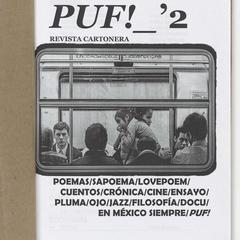 PUF!_'2
REVISTA CARTONERA
POEMAS/SAPOEMA/LOVEPOEM/
CUENTOS/CRÓNICA/CINE/ENSAYO/
PLUMA/OJO/JAZZ/FILOSOFÍA/DOCU/
EN MÉXICO SIEMPRE/PUF!